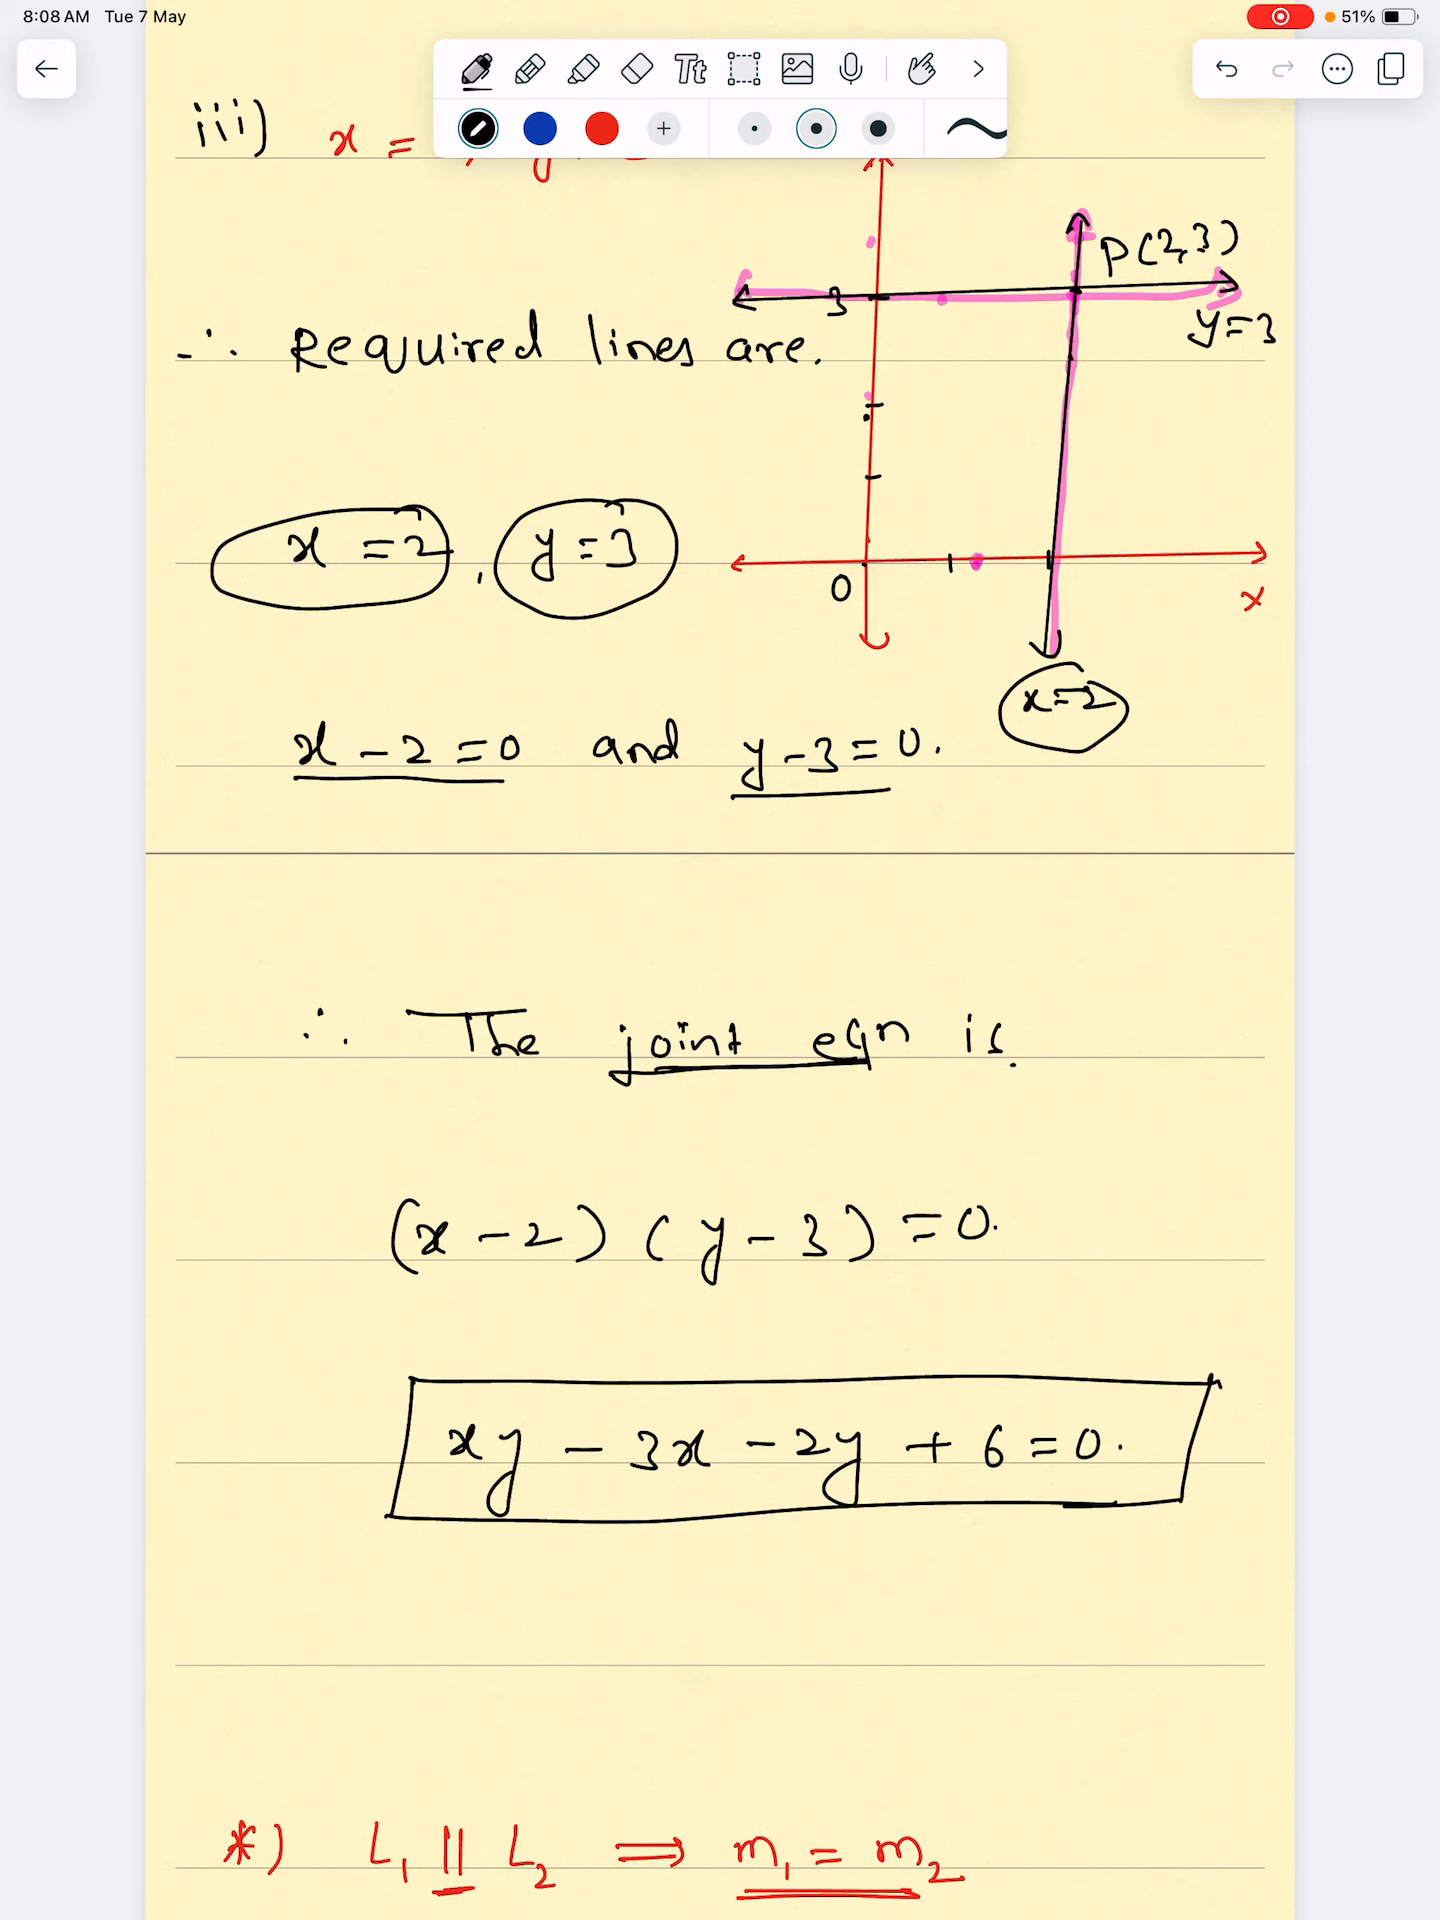 8:08 AM Tue 7 May
51%
Tt
iii) x =
P(2,3)
3
y=3
∴ Required lines are.
x = 2, y = 3
0
x
x=2
x - 2 = 0 and y - 3 = 0.
∴ The joint eqn is.
(x - 2) (y - 3) = 0.
xy - 3x - 2y + 6 = 0.
*) L₁ || L₂ ⟹ m₁ = m₂